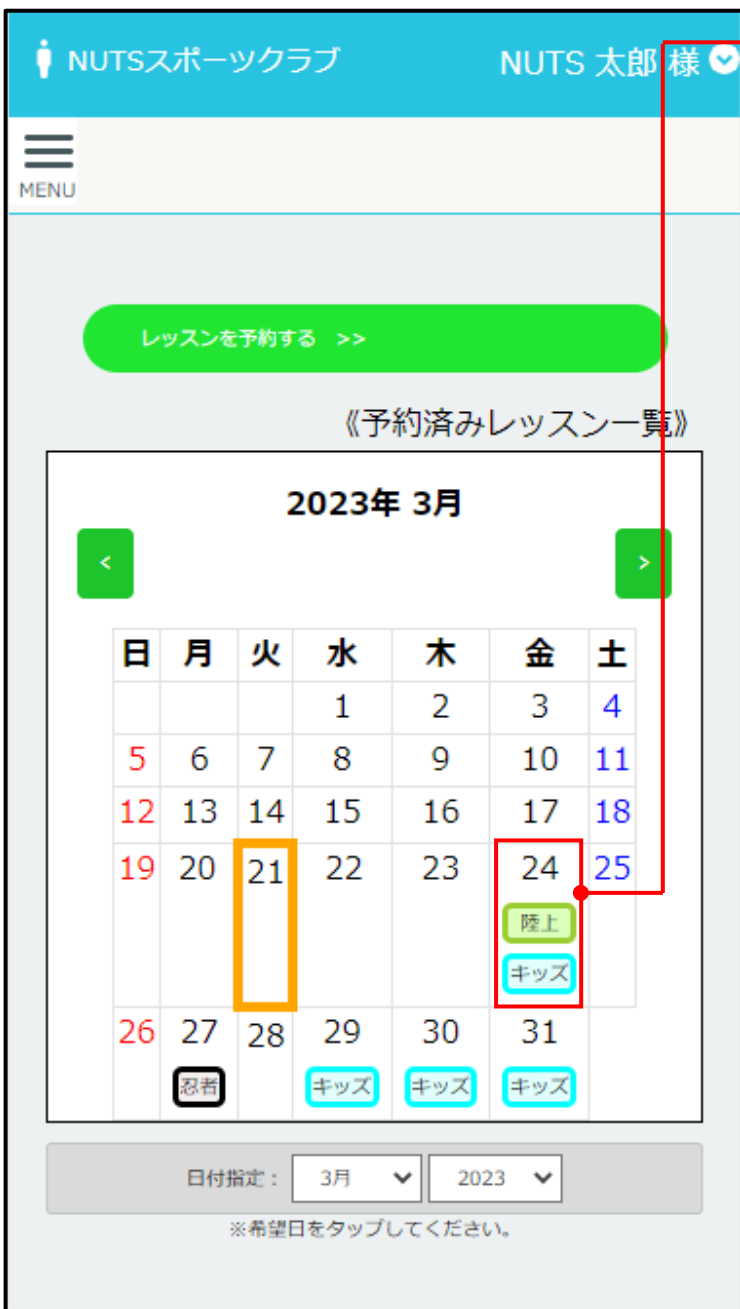 NUTSスポーツクラブ NUTS 太郎 様
MENU
レッスンを予約する >>
《予約済みレッスン一覧》
2023年 3月
< >
日 月 火 水 木 金 土
1 2 3 4
5 6 7 8 9 10 11
12 13 14 15 16 17 18
19 20 21 22 23 24 25
陸上
キッズ
26 27 28 29 30 31
忍者 キッズ キッズ キッズ
日付指定： 3月 2023
※希望日をタップしてください。